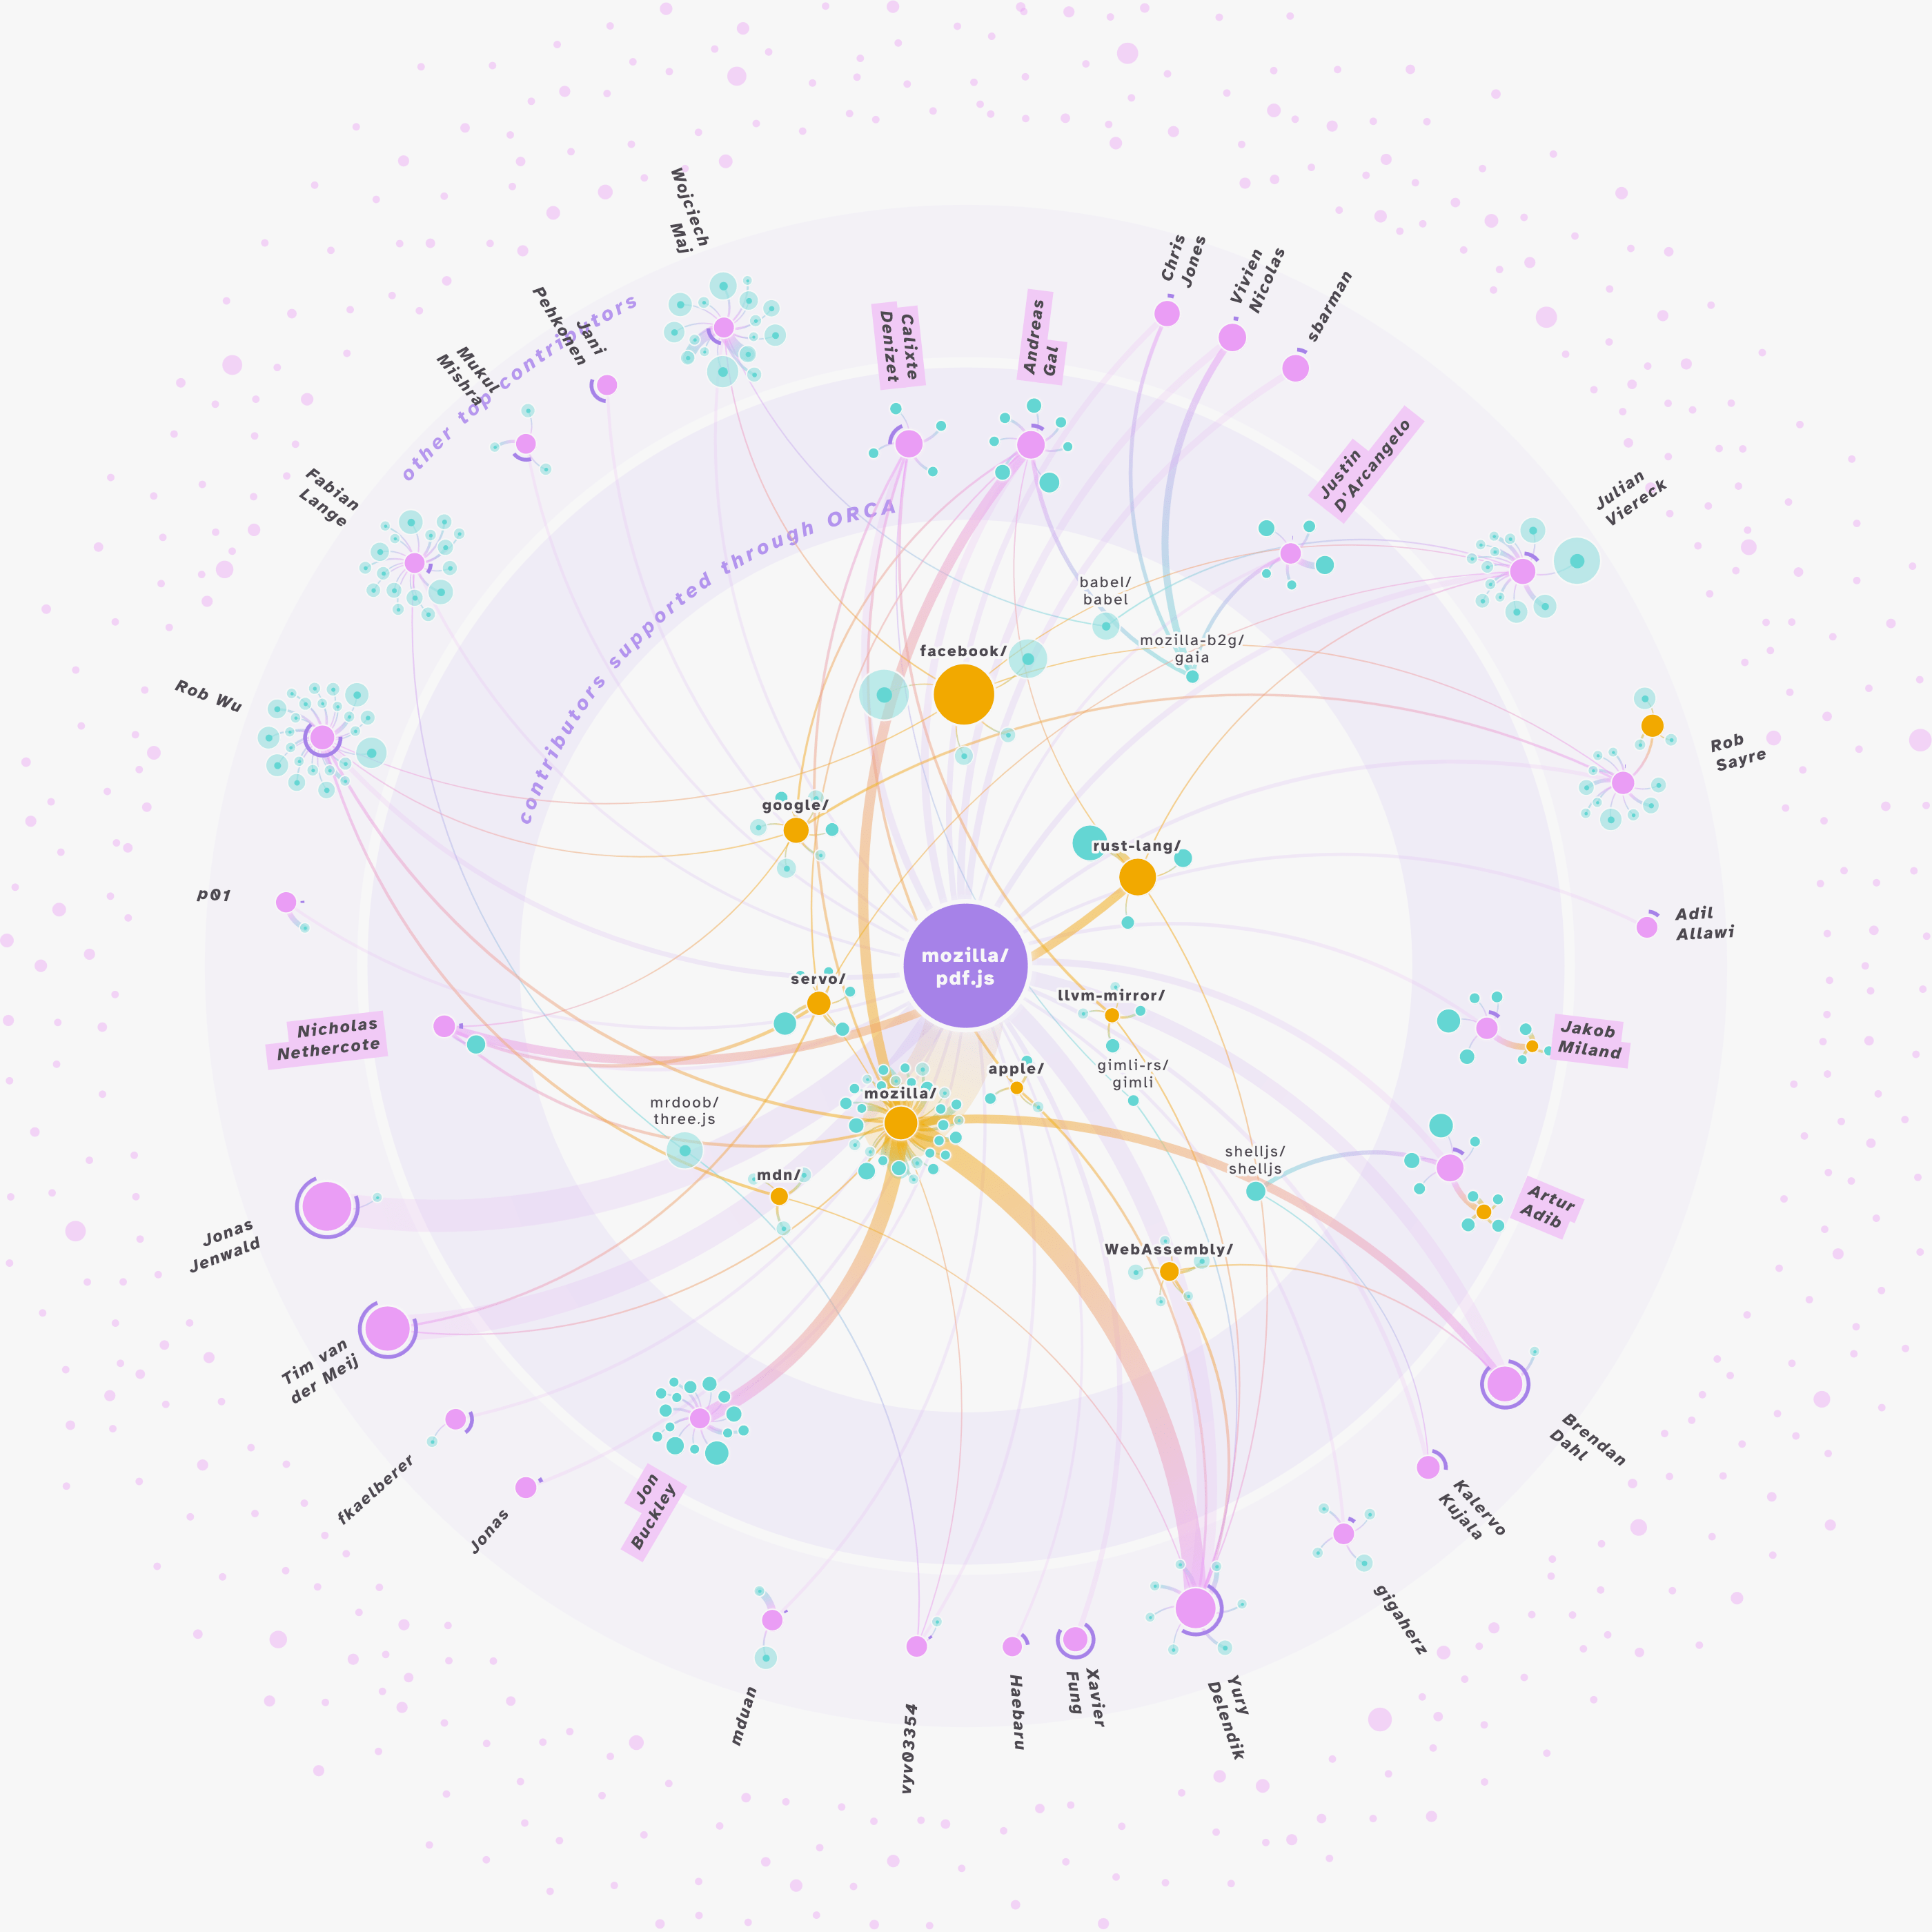 Wojciech
Maj
Chris
Jones
Vivien
Nicolas
sbarman
Jani
Pehkonen
other top contributors
Mukul
Mishra
Calixte
Denizet
Andreas
Gal
Justin
D'Arcangelo
Julian
Viereck
Fabian
Lange
contributors supported through ORCA
babel/
babel
mozilla-b2g/
gaia
facebook/
Rob Wu
Rob
Sayre
google/
rust-lang/
p01
Adil
Allawi
mozilla/
pdf.js
servo/
llvm-mirror/
Nicholas
Nethercote
Jakob
Miland
apple/
gimli-rs/
gimli
mozilla/
mrdoob/
three.js
shelljs/
shelljs
mdn/
Artur
Adib
Jonas
Jenwald
WebAssembly/
Tim van
der Meij
Brendan
Dahl
fkaelberer
Jonas
Jon
Buckley
Kalervo
Kujala
gigaherz
mduan
vyv03354
Haebaru
Xavier
Fung
Yury
Delendik